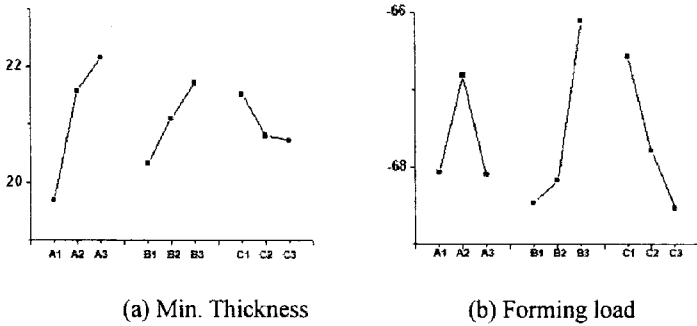 22
20
A1 A2 A3 B1 B2 B3 C1 C2 C3
(a) Min. Thickness
-66
-68
A1 A2 A3 B1 B2 B3 C1 C2 C3
(b) Forming load